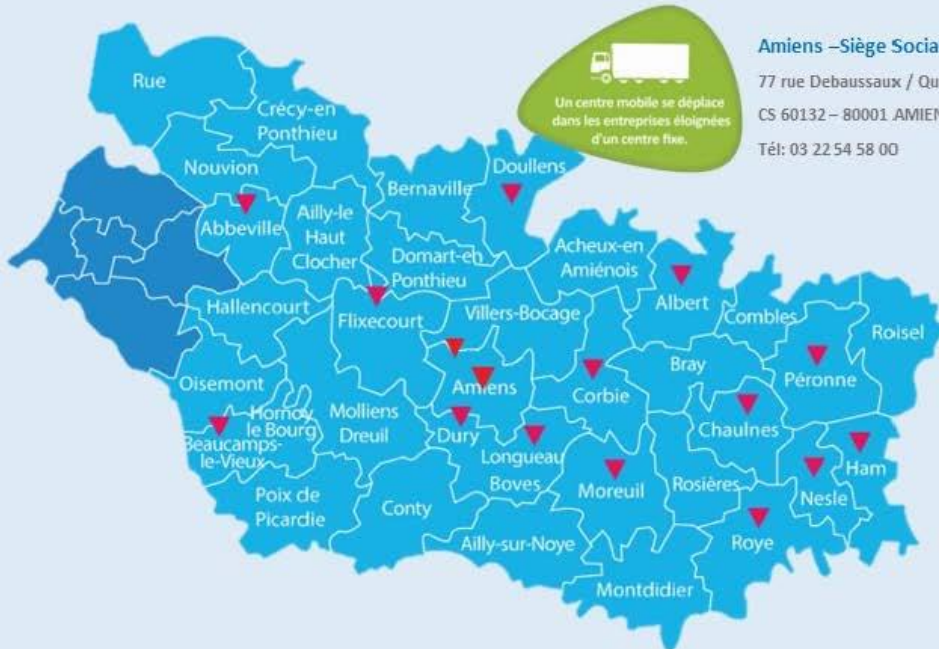 Un centre mobile se déplace
dans les entreprises éloignées
d'un centre fixe.
Amiens –Siège Socia
77 rue Debaussaux / Qu
CS 60132 – 80001 AMIEN
Tél: 03 22 54 58 00
Rue
Crécy-en
Ponthieu
Nouvion
Abbeville
Ailly-le
Haut
Clocher
Bernaville
Doullens
Domart-en
Ponthieu
Acheux-en
Amiénois
Albert
Hallencourt
Flixecourt
Villers-Bocage
Combles
Roisel
Oisemont
Amiens
Corbie
Bray
Péronne
Hornoy
le Bourg
Molliens
Dreuil
Dury
Chaulnes
Beaucamps-
le-Vieux
Longueau
Boves
Moreuil
Rosières
Nesle
Ham
Poix de
Picardie
Conty
Ailly-sur-Noye
Roye
Montdidier